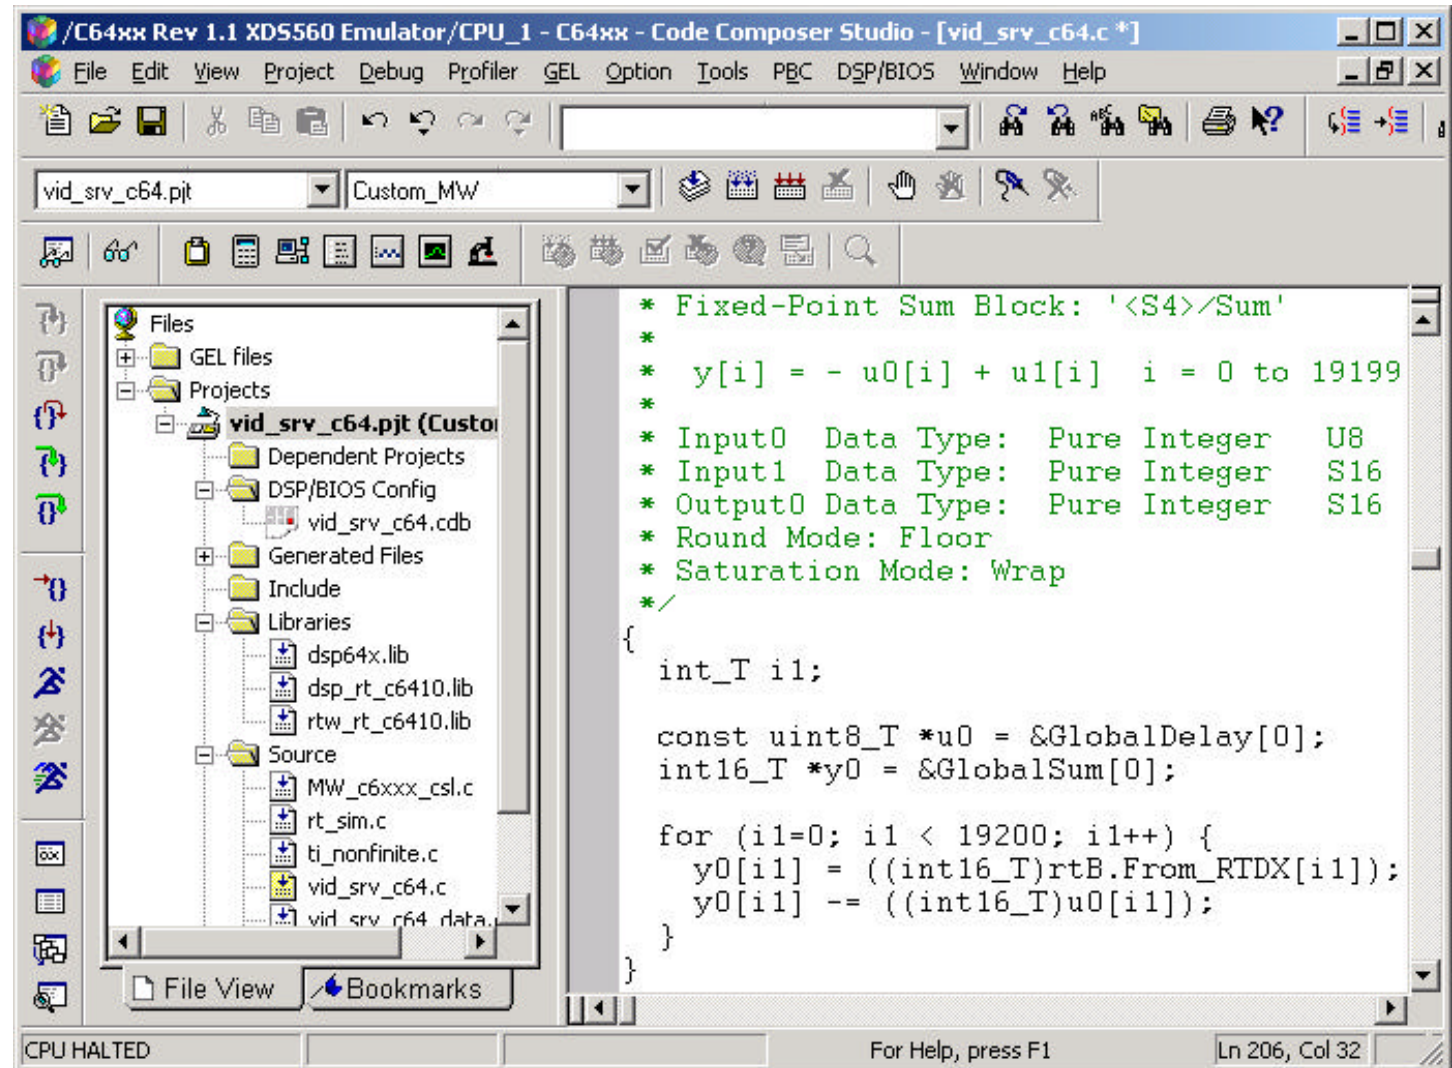 /C64xx Rev 1.1 XDS560 Emulator/CPU_1 - C64xx - Code Composer Studio - [vid_srv_c64.c *]
File Edit View Project Debug Profiler GEL Option Tools PBC DSP/BIOS Window Help
vid_srv_c64.pjt Custom_MW
Files
GEL files
Projects
vid_srv_c64.pjt (Custo
Dependent Projects
DSP/BIOS Config
vid_srv_c64.cdb
Generated Files
Include
Libraries
dsp64x.lib
dsp_rt_c6410.lib
rtw_rt_c6410.lib
Source
MW_c6xxx_csl.c
rt_sim.c
ti_nonfinite.c
vid_srv_c64.c
vid_srv_c64_data.
File View Bookmarks
* Fixed-Point Sum Block: '<S4>/Sum'
*
* y[i] = - u0[i] + u1[i] i = 0 to 19199
*
* Input0 Data Type: Pure Integer U8
* Input1 Data Type: Pure Integer S16
* Output0 Data Type: Pure Integer S16
* Round Mode: Floor
* Saturation Mode: Wrap
*/
{
int_T i1;
const uint8_T *u0 = &GlobalDelay[0];
int16_T *y0 = &GlobalSum[0];
for (i1=0; i1 < 19200; i1++) {
y0[i1] = ((int16_T)rtB.From_RTDX[i1]);
y0[i1] -= ((int16_T)u0[i1]);
}
}
CPU HALTED For Help, press F1 Ln 206, Col 32